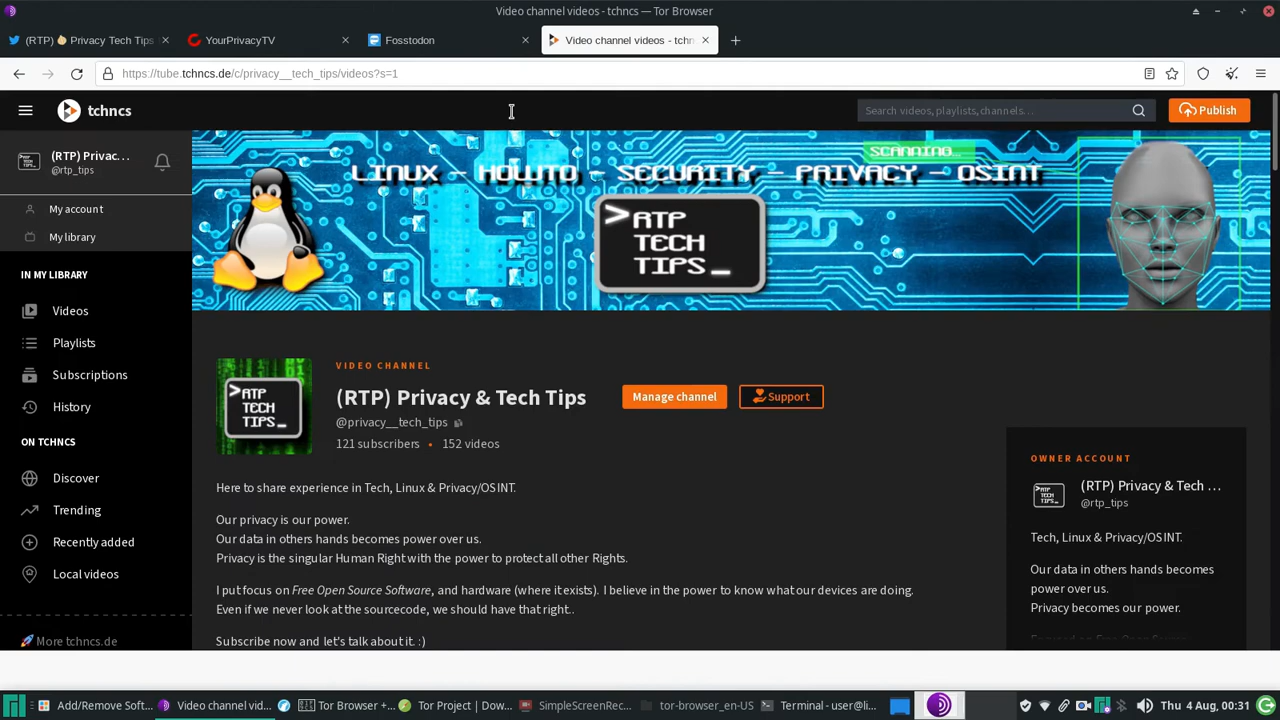 Video channel videos - tchncs — Tor Browser
(RTP) Privacy Tech Tips
YourPrivacyTV
Fosstodon
Video channel videos - tchn
https://tube.tchncs.de/c/privacy__tech_tips/videos?s=1
tchncs
Search videos, playlists, channels…
Publish
(RTP) Privac…
@rtp_tips
My account
My library
IN MY LIBRARY
Videos
Playlists
Subscriptions
History
ON TCHNCS
Discover
Trending
Recently added
Local videos
🚀 More tchncs.de
SCANNING...
LINUX - HOWTO - SECURITY - PRIVACY - OSINT
>RTP
TECH
TIPS_
>RTP
TECH
TIPS_
VIDEO CHANNEL
(RTP) Privacy & Tech Tips
Manage channel
Support
@privacy__tech_tips
121 subscribers • 152 videos
Here to share experience in Tech, Linux & Privacy/OSINT.
Our privacy is our power.
Our data in others hands becomes power over us.
Privacy is the singular Human Right with the power to protect all other Rights.
I put focus on Free Open Source Software, and hardware (where it exists). I believe in the power to know what our devices are doing.
Even if we never look at the sourcecode, we should have that right..
Subscribe now and let's talk about it. :)
OWNER ACCOUNT
(RTP) Privacy & Tech …
@rtp_tips
Tech, Linux & Privacy/OSINT.
Our data in others hands becomes
power over us.
Privacy becomes our power.
Add/Remove Soft...
Video channel vid...
Tor Browser +...
Tor Project | Dow...
SimpleScreenRec...
tor-browser_en-US
Terminal - user@li...
Thu 4 Aug, 00:31